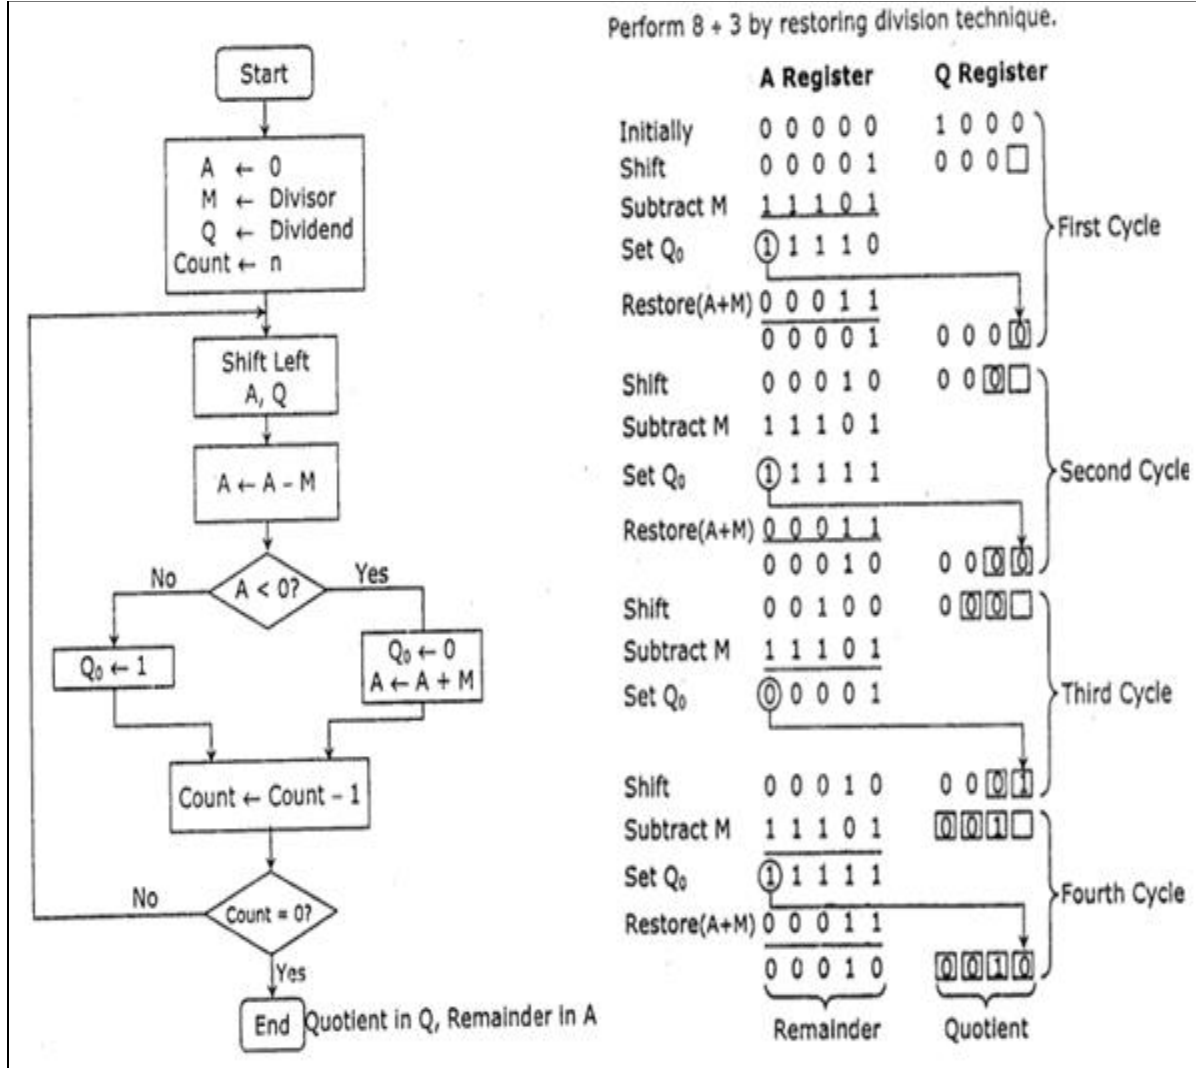 Start
A ← 0
M ← Divisor
Q ← Dividend
Count ← n
Shift Left
A, Q
A ← A – M
A < 0?
No
Yes
Q₀ ← 1
Q₀ ← 0
A ← A + M
Count ← Count – 1
Count = 0?
No
Yes
End
Quotient in Q, Remainder in A
Perform 8 ÷ 3 by restoring division technique.
A Register Q Register
Initially 0 0 0 0 0 1 0 0 0
Shift 0 0 0 0 1 0 0 0
Subtract M 1 1 1 0 1
Set Q₀ 1 1 1 1 0
Restore(A+M) 0 0 0 1 1
0 0 0 0 1 0 0 0 0
First Cycle
Shift 0 0 0 1 0 0 0 0
Subtract M 1 1 1 0 1
Set Q₀ 1 1 1 1 1
Restore(A+M) 0 0 0 1 1
0 0 0 1 0 0 0 0 0
Second Cycle
Shift 0 0 1 0 0 0 0 0
Subtract M 1 1 1 0 1
Set Q₀ 0 0 0 0 1
Third Cycle
Shift 0 0 0 1 0 0 0 0 1
Subtract M 1 1 1 0 1 0 0 1
Set Q₀ 1 1 1 1 1
Restore(A+M) 0 0 0 1 1
0 0 0 1 0 0 0 1 0
Fourth Cycle
Remainder Quotient